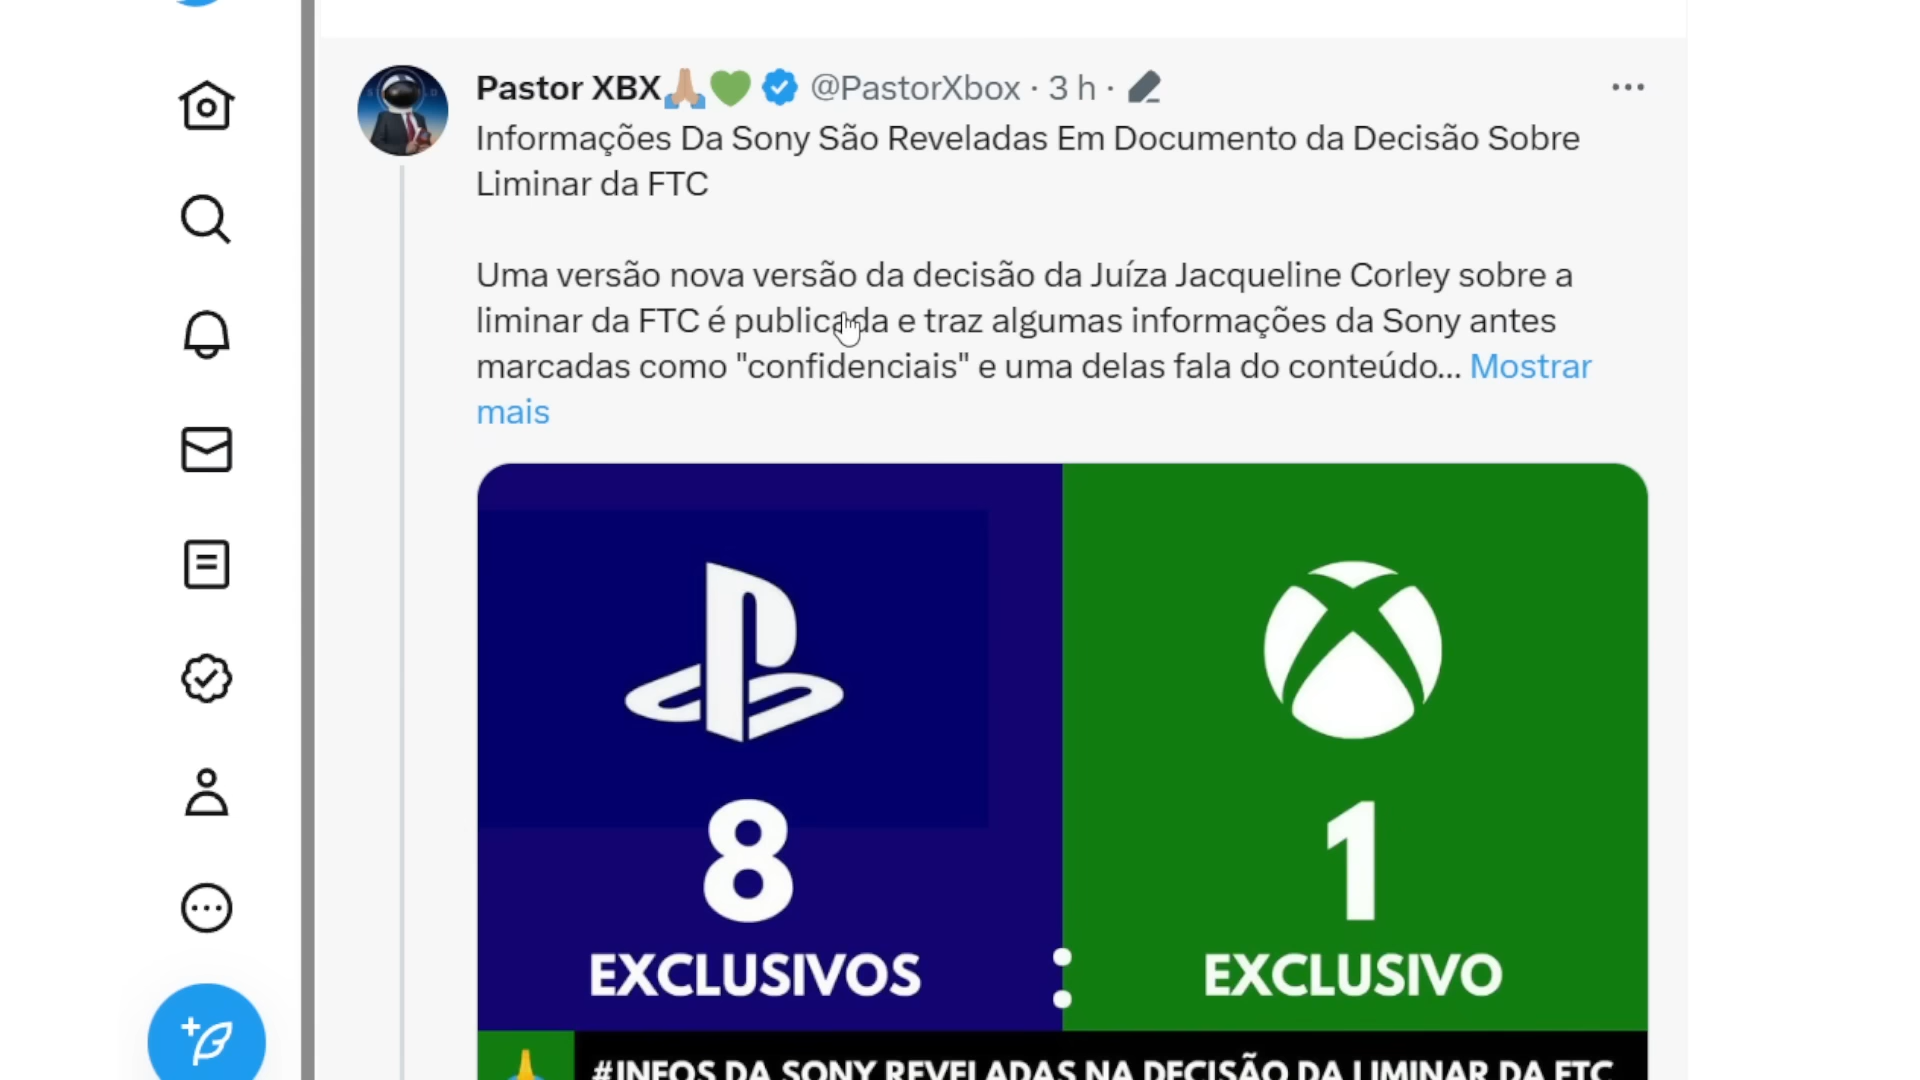 Pastor XBX🙏🏼💚 @PastorXbox · 3 h ·
Informações Da Sony São Reveladas Em Documento da Decisão Sobre
Liminar da FTC
Uma versão nova versão da decisão da Juíza Jacqueline Corley sobre a
liminar da FTC é publicada e traz algumas informações da Sony antes
marcadas como "confidenciais" e uma delas fala do conteúdo... Mostrar
mais
8
EXCLUSIVOS
:
1
EXCLUSIVO
#INFOS DA SONY REVELADAS NA DECISÃO DA LIMINAR DA FTC